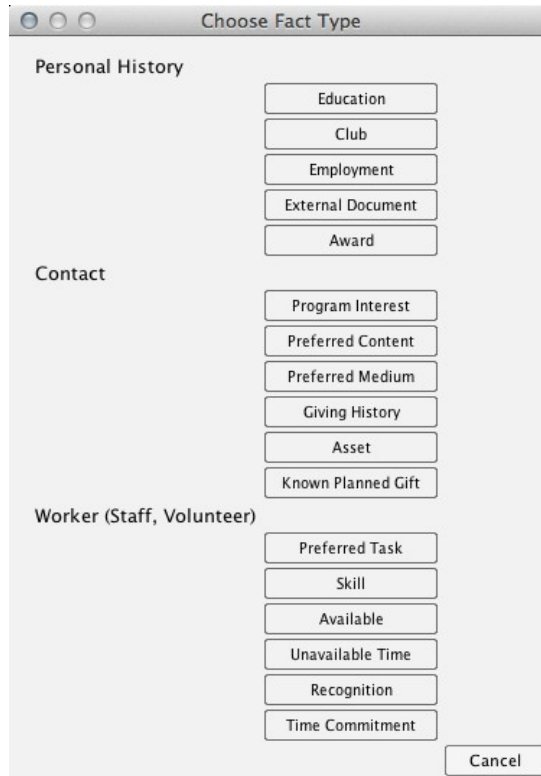 Choose Fact Type
Personal History
Education
Club
Employment
External Document
Award
Contact
Program Interest
Preferred Content
Preferred Medium
Giving History
Asset
Known Planned Gift
Worker (Staff, Volunteer)
Preferred Task
Skill
Available
Unavailable Time
Recognition
Time Commitment
Cancel